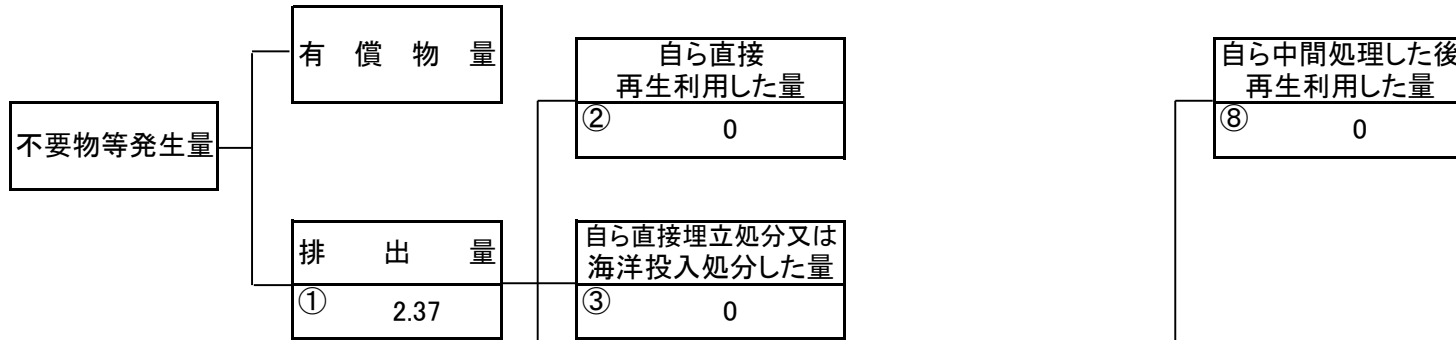 有償物量
不要物等発生量
排出量
① 2.37
自ら直接
再生利用した量
② 0
自ら直接埋立処分又は
海洋投入処分した量
③ 0
自ら中間処理した後
再生利用した量
⑧ 0